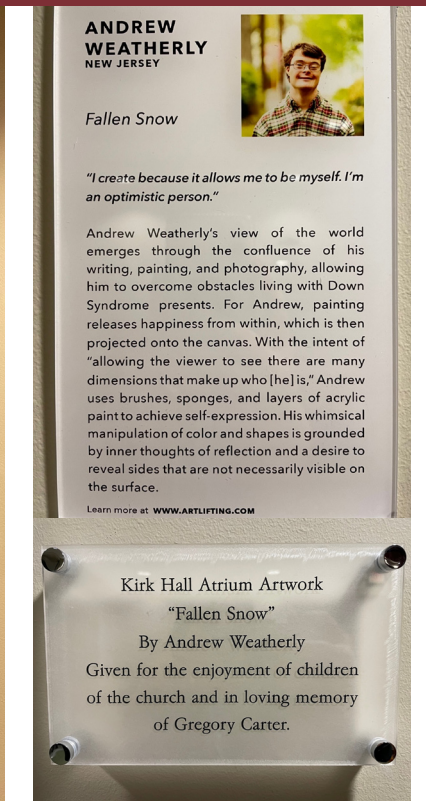 ANDREW
WEATHERLY
NEW JERSEY
Fallen Snow
“I create because it allows me to be myself. I’m
an optimistic person.”
Andrew Weatherly’s view of the world
emerges through the confluence of his
writing, painting, and photography, allowing
him to overcome obstacles living with Down
Syndrome presents. For Andrew, painting
releases happiness from within, which is then
projected onto the canvas. With the intent of
“allowing the viewer to see there are many
dimensions that make up who [he] is,” Andrew
uses brushes, sponges, and layers of acrylic
paint to achieve self-expression. His whimsical
manipulation of color and shapes is grounded
by inner thoughts of reflection and a desire to
reveal sides that are not necessarily visible on
the surface.
Learn more at WWW.ARTLIFTING.COM
Kirk Hall Atrium Artwork
“Fallen Snow”
By Andrew Weatherly
Given for the enjoyment of children
of the church and in loving memory
of Gregory Carter.